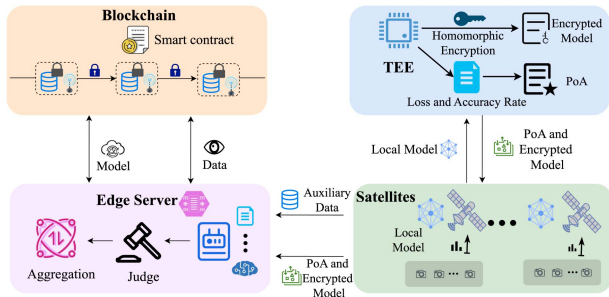 Blockchain
Smart contract
Model
Data
Homomorphic
Encryption
Encrypted
Model
TEE
Loss and Accuracy Rate
PoA
Local Model
PoA and
Encrypted
Model
Edge Server
Aggregation
Judge
Auxiliary
Data
PoA and
Encrypted
Model
Satellites
Local
Model